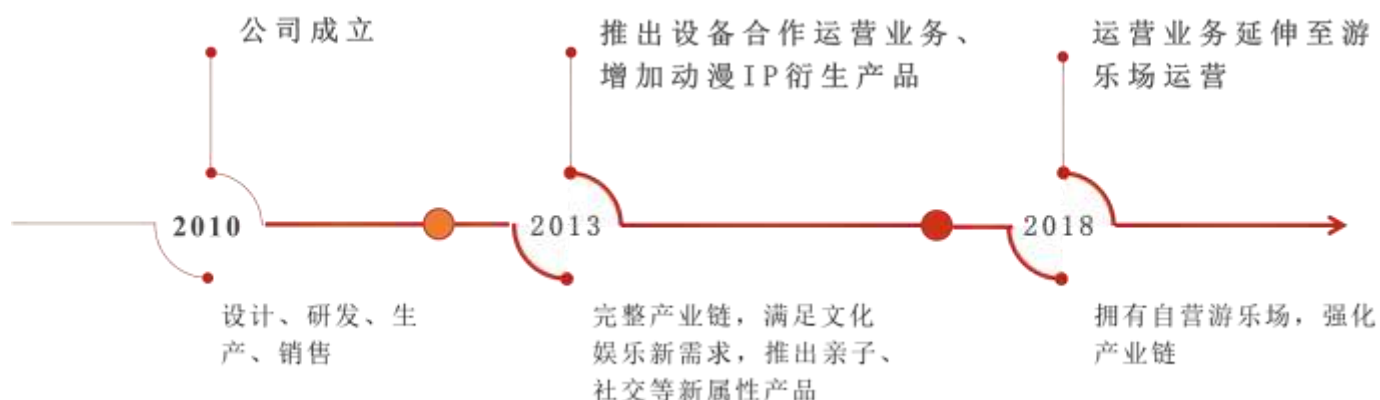 公司成立
推出设备合作运营业务、
增加动漫IP衍生产品
运营业务延伸至游
乐场运营
2010
2013
2018
设计、研发、生
产、销售
完整产业链，满足文化
娱乐新需求，推出亲子、
社交等新属性产品
拥有自营游乐场，强化
产业链